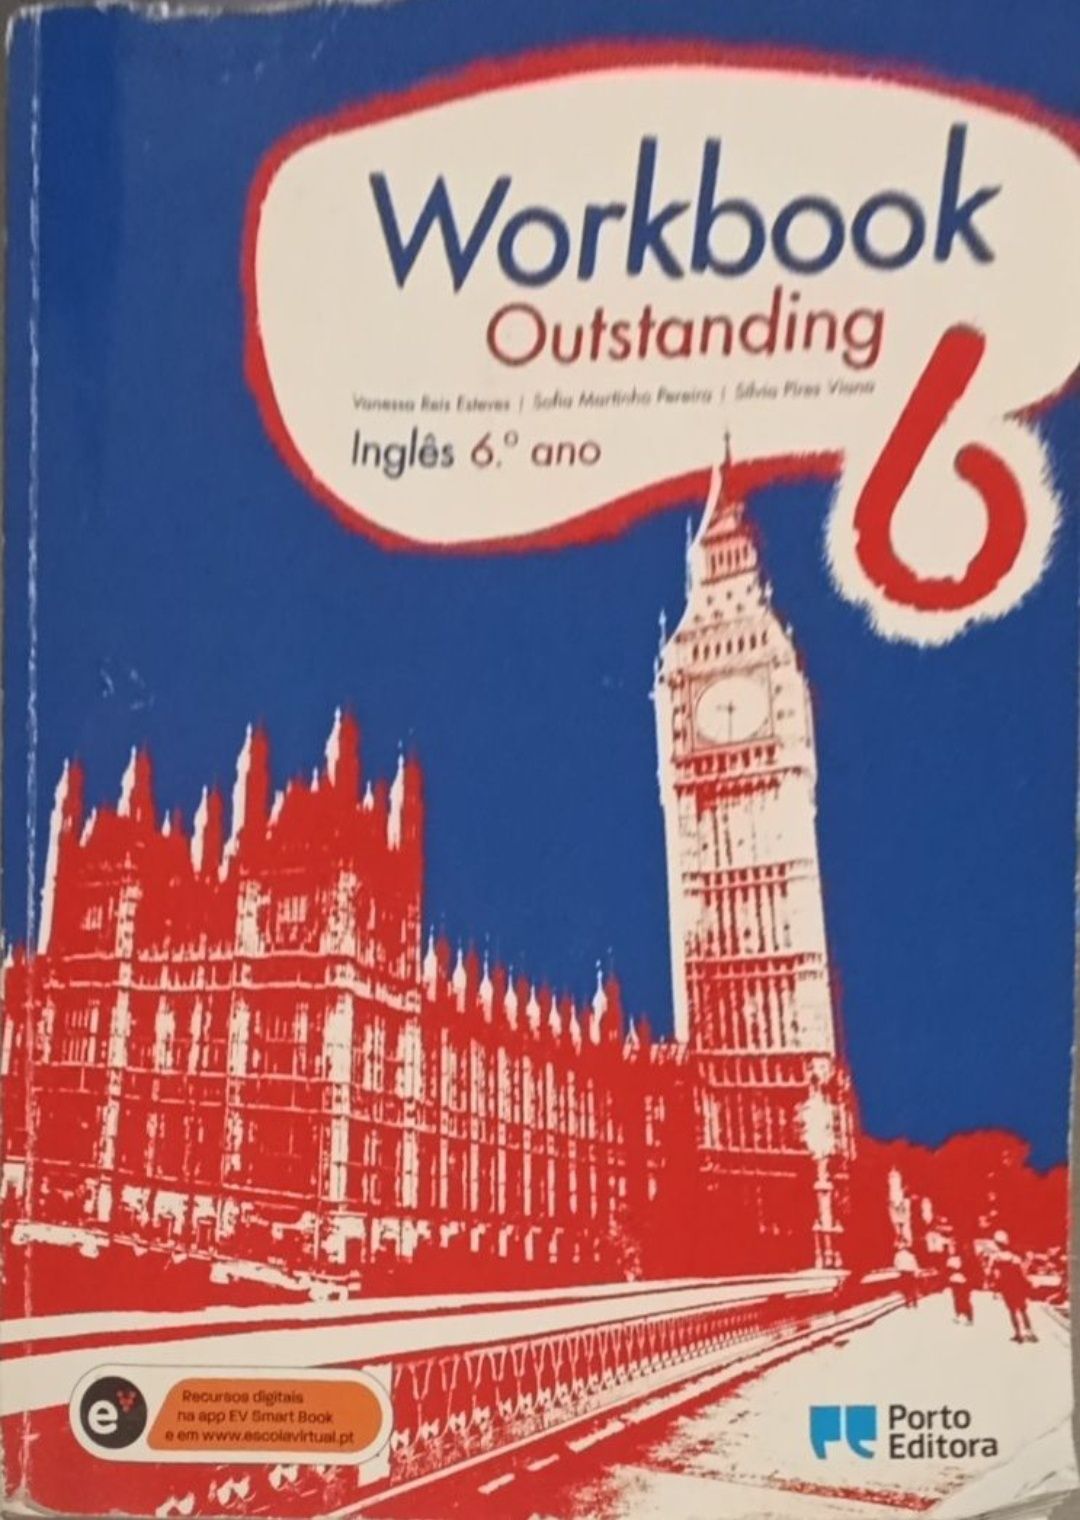 Workbook
Outstanding
6
Vanessa Reis Esteves | Sofia Martinho Pereira | Sílvia Pires Viana
Inglês 6.º ano
e
Recursos digitais
na app EV Smart Book
e em www.escolavirtual.pt
Porto
Editora